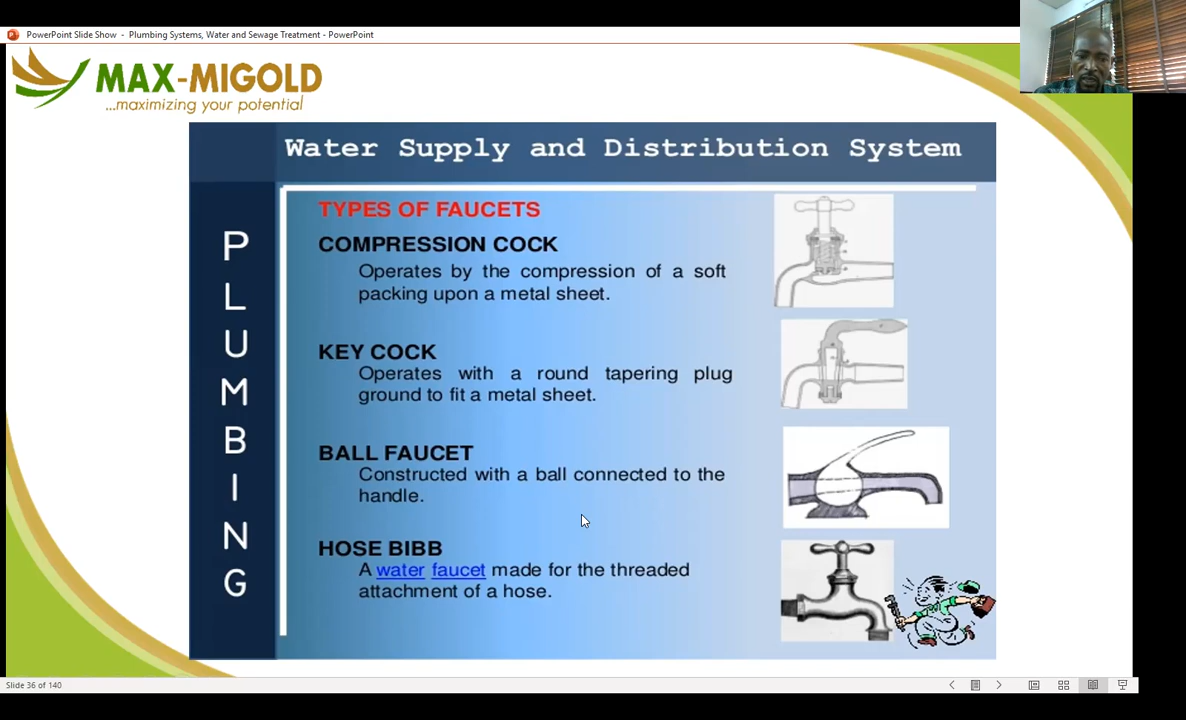 PowerPoint Slide Show - Plumbing Systems, Water and Sewage Treatment - PowerPoint
MAX-MIGOLD
...maximizing your potential
Water Supply and Distribution System
PLUMBING
TYPES OF FAUCETS
COMPRESSION COCK
Operates by the compression of a soft
packing upon a metal sheet.
KEY COCK
Operates with a round tapering plug
ground to fit a metal sheet.
BALL FAUCET
Constructed with a ball connected to the
handle.
HOSE BIBB
A water faucet made for the threaded
attachment of a hose.
Slide 36 of 140